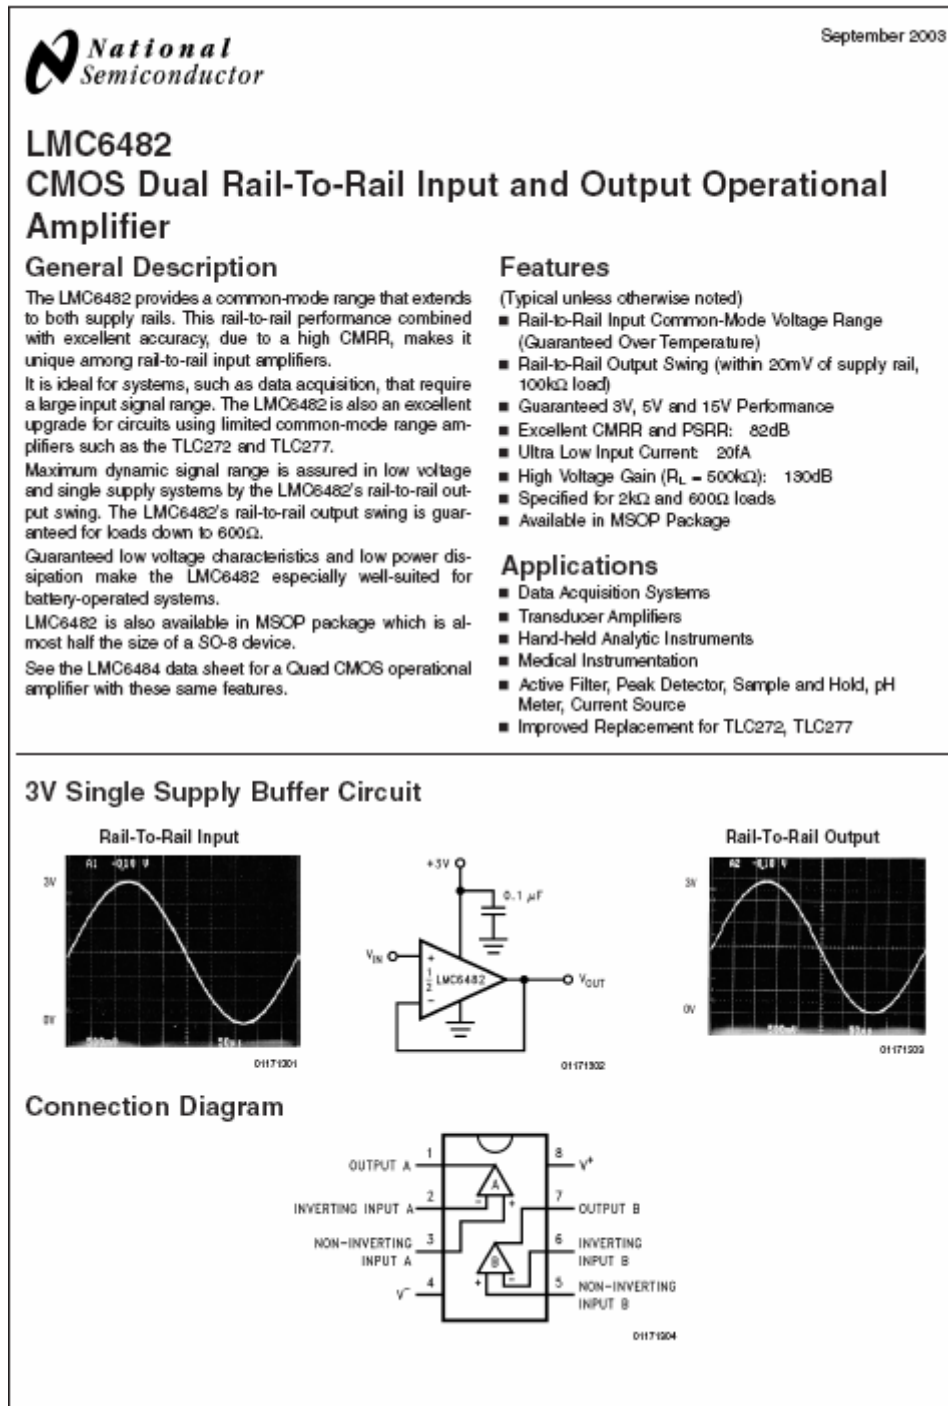 National
Semiconductor
September 2003
LMC6482
CMOS Dual Rail-To-Rail Input and Output Operational
Amplifier
General Description
The LMC6482 provides a common-mode range that extends
to both supply rails. This rail-to-rail performance combined
with excellent accuracy, due to a high CMRR, makes it
unique among rail-to-rail input amplifiers.
It is ideal for systems, such as data acquisition, that require
a large input signal range. The LMC6482 is also an excellent
upgrade for circuits using limited common-mode range am-
plifiers such as the TLC272 and TLC277.
Maximum dynamic signal range is assured in low voltage
and single supply systems by the LMC6482's rail-to-rail out-
put swing. The LMC6482's rail-to-rail output swing is guar-
anteed for loads down to 600Ω.
Guaranteed low voltage characteristics and low power dis-
sipation make the LMC6482 especially well-suited for
battery-operated systems.
LMC6482 is also available in MSOP package which is al-
most half the size of a SO-8 device.
See the LMC6484 data sheet for a Quad CMOS operational
amplifier with these same features.
Features
(Typical unless otherwise noted)
■ Rail-to-Rail Input Common-Mode Voltage Range
(Guaranteed Over Temperature)
■ Rail-to-Rail Output Swing (within 20mV of supply rail,
100kΩ load)
■ Guaranteed 3V, 5V and 15V Performance
■ Excellent CMRR and PSRR: 82dB
■ Ultra Low Input Current: 20fA
■ High Voltage Gain (R_L = 500kΩ): 130dB
■ Specified for 2kΩ and 600Ω loads
■ Available in MSOP Package
Applications
■ Data Acquisition Systems
■ Transducer Amplifiers
■ Hand-held Analytic Instruments
■ Medical Instrumentation
■ Active Filter, Peak Detector, Sample and Hold, pH
Meter, Current Source
■ Improved Replacement for TLC272, TLC277
3V Single Supply Buffer Circuit
Rail-To-Rail Input
3V
0V
01171301
+3V
0.1 μF
V_IN
+
1/2 LMC6482
−
V_OUT
01171302
Rail-To-Rail Output
3V
0V
01171303
Connection Diagram
1
OUTPUT A
2
INVERTING INPUT A
3
NON-INVERTING
INPUT A
4
V−
A
− +
B
+ −
8
V+
7
OUTPUT B
6
INVERTING
INPUT B
5
NON-INVERTING
INPUT B
01171304